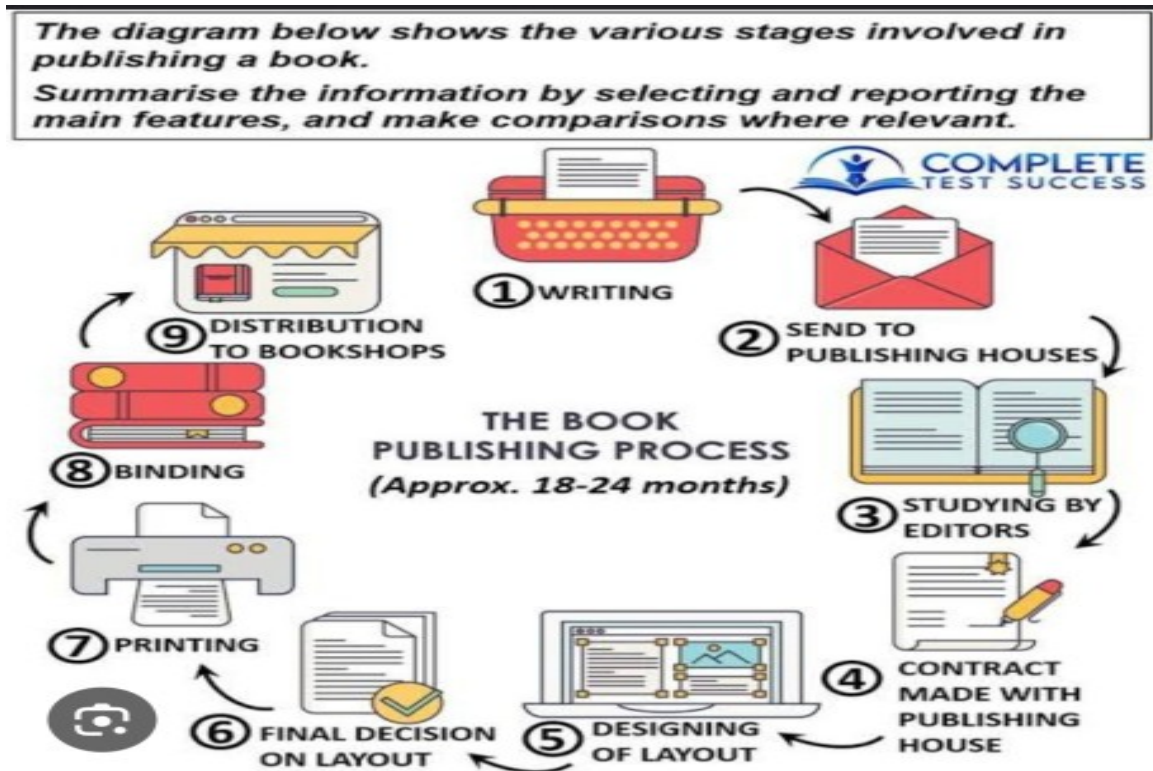 The diagram below shows the various stages involved in
publishing a book.
Summarise the information by selecting and reporting the
main features, and make comparisons where relevant.
COMPLETE
TEST SUCCESS
1 WRITING
2 SEND TO
PUBLISHING HOUSES
3 STUDYING BY
EDITORS
4 CONTRACT
MADE WITH
PUBLISHING
HOUSE
5 DESIGNING
OF LAYOUT
6 FINAL DECISION
ON LAYOUT
7 PRINTING
8 BINDING
9 DISTRIBUTION
TO BOOKSHOPS
THE BOOK
PUBLISHING PROCESS
(Approx. 18-24 months)